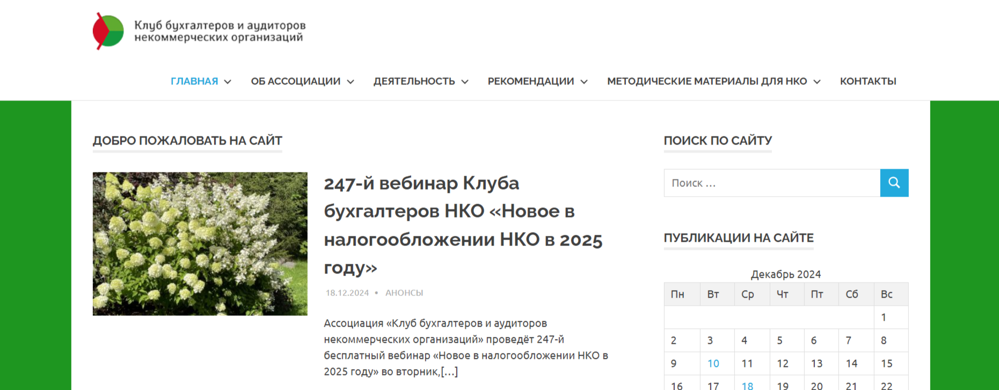 Клуб бухгалтеров и аудиторов
некоммерческих организаций
ГЛАВНАЯ ОБ АССОЦИАЦИИ ДЕЯТЕЛЬНОСТЬ РЕКОМЕНДАЦИИ МЕТОДИЧЕСКИЕ МАТЕРИАЛЫ ДЛЯ НКО КОНТАКТЫ
ДОБРО ПОЖАЛОВАТЬ НА САЙТ
247-й вебинар Клуба
бухгалтеров НКО «Новое в
налогообложении НКО в 2025
году»
18.12.2024 • АНОНСЫ
Ассоциация «Клуб бухгалтеров и аудиторов
некоммерческих организаций» проведёт 247-й
бесплатный вебинар «Новое в налогообложении НКО в
2025 году» во вторник,[…]
ПОИСК ПО САЙТУ
Поиск …
ПУБЛИКАЦИИ НА САЙТЕ
Декабрь 2024
Пн Вт Ср Чт Пт Сб Вс
1
2 3 4 5 6 7 8
9 10 11 12 13 14 15
16 17 18 19 20 21 22